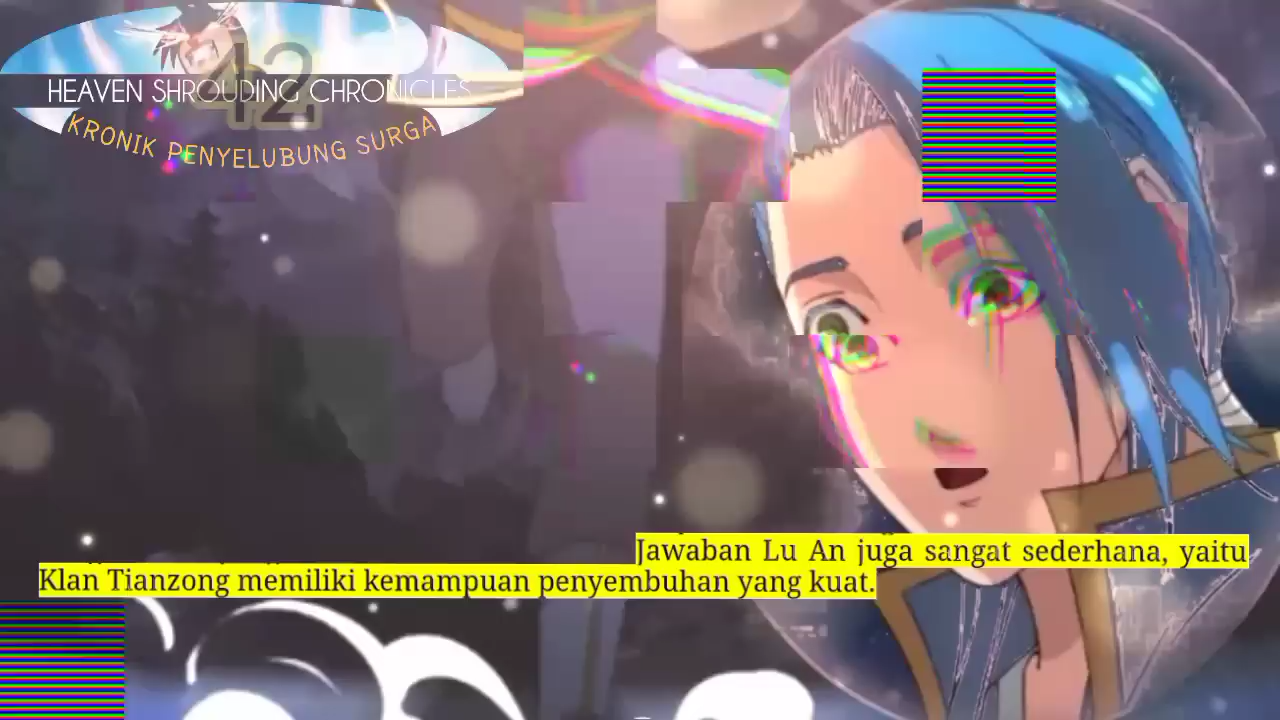 42
HEAVEN SHROUDING CHRONICLES
KRONIK PENYELUBUNG SURGA
Jawaban Lu An juga sangat sederhana, yaitu
Klan Tianzong memiliki kemampuan penyembuhan yang kuat.